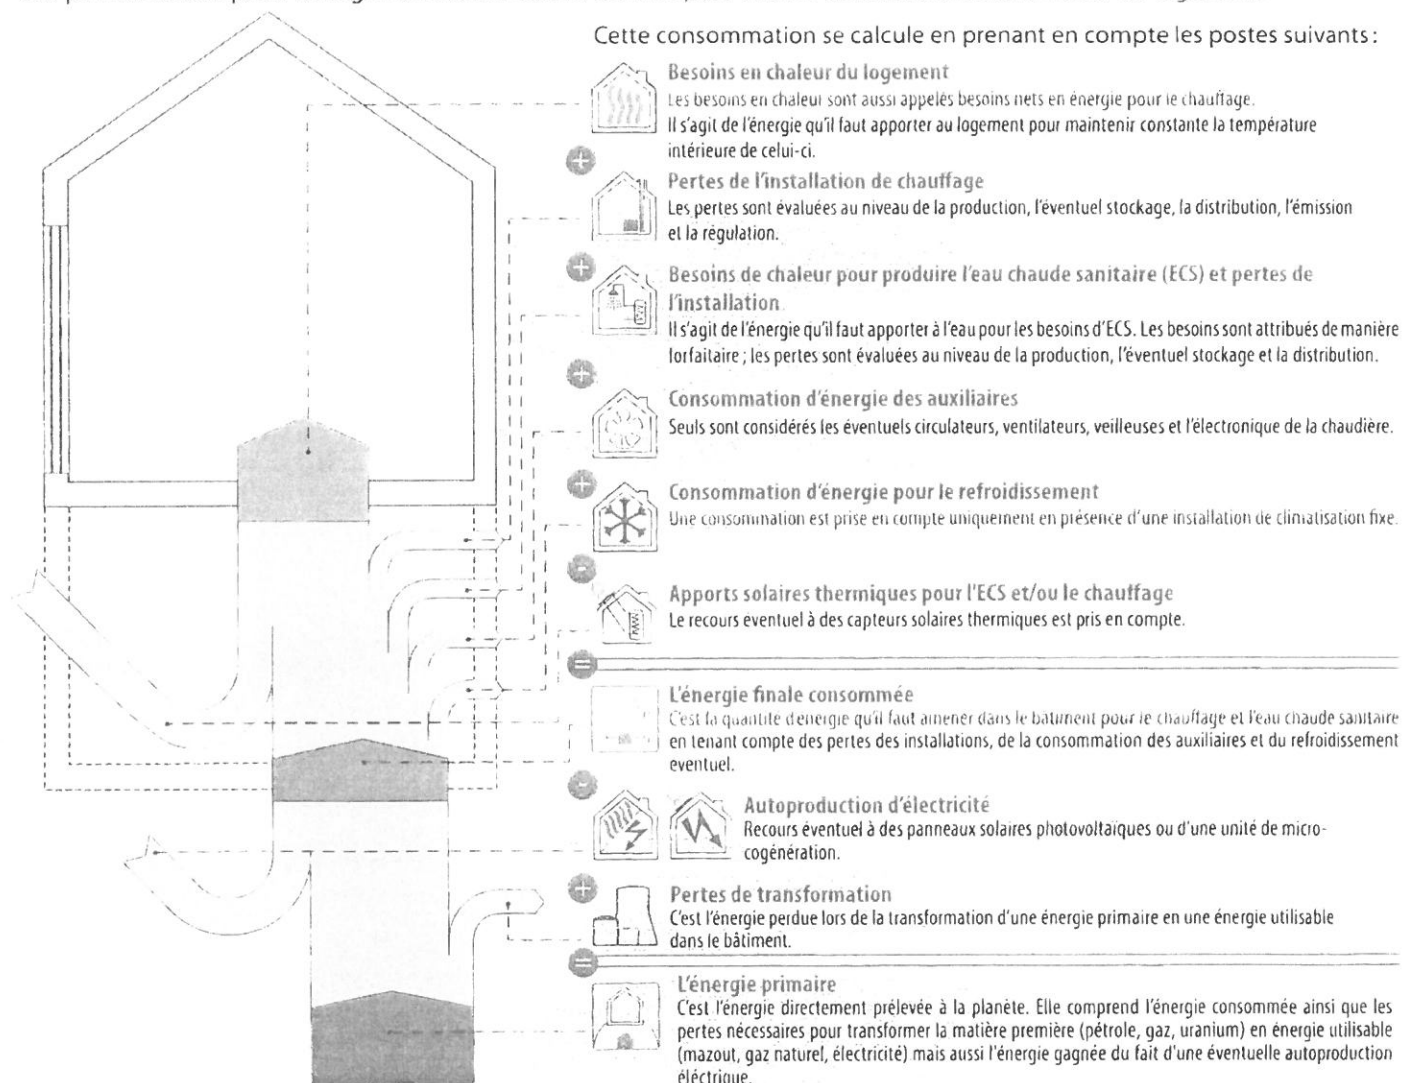 Cette consommation se calcule en prenant en compte les postes suivants :
Besoins en chaleur du logement
Les besoins en chaleur sont aussi appelés besoins nets en énergie pour le chauffage.
Il s'agit de l'énergie qu'il faut apporter au logement pour maintenir constante la température
intérieure de celui-ci.
+
Pertes de l'installation de chauffage
Les pertes sont évaluées au niveau de la production, l'éventuel stockage, la distribution, l'émission
et la régulation.
+
Besoins de chaleur pour produire l'eau chaude sanitaire (ECS) et pertes de
l'installation
Il s'agit de l'énergie qu'il faut apporter à l'eau pour les besoins d'ECS. Les besoins sont attribués de manière
forfaitaire ; les pertes sont évaluées au niveau de la production, l'éventuel stockage et la distribution.
+
Consommation d'énergie des auxiliaires
Seuls sont considérés les éventuels circulateurs, ventilateurs, veilleuses et l'électronique de la chaudière.
+
Consommation d'énergie pour le refroidissement
Une consommation est prise en compte uniquement en présence d'une installation de climatisation fixe.
-
Apports solaires thermiques pour l'ECS et/ou le chauffage
Le recours éventuel à des capteurs solaires thermiques est pris en compte.
=
L'énergie finale consommée
C'est la quantité d'énergie qu'il faut amener dans le bâtiment pour le chauffage et l'eau chaude sanitaire
en tenant compte des pertes des installations, de la consommation des auxiliaires et du refroidissement
eventuel.
-
Autoproduction d'électricité
Recours éventuel à des panneaux solaires photovoltaïques ou d'une unité de micro-
cogénération.
+
Pertes de transformation
C'est l'énergie perdue lors de la transformation d'une énergie primaire en une énergie utilisable
dans le bâtiment.
=
L'énergie primaire
C'est l'énergie directement prélevée à la planète. Elle comprend l'énergie consommée ainsi que les
pertes nécessaires pour transformer la matière première (pétrole, gaz, uranium) en énergie utilisable
(mazout, gaz naturel, électricité) mais aussi l'énergie gagnée du fait d'une éventuelle autoproduction
éléctrique.